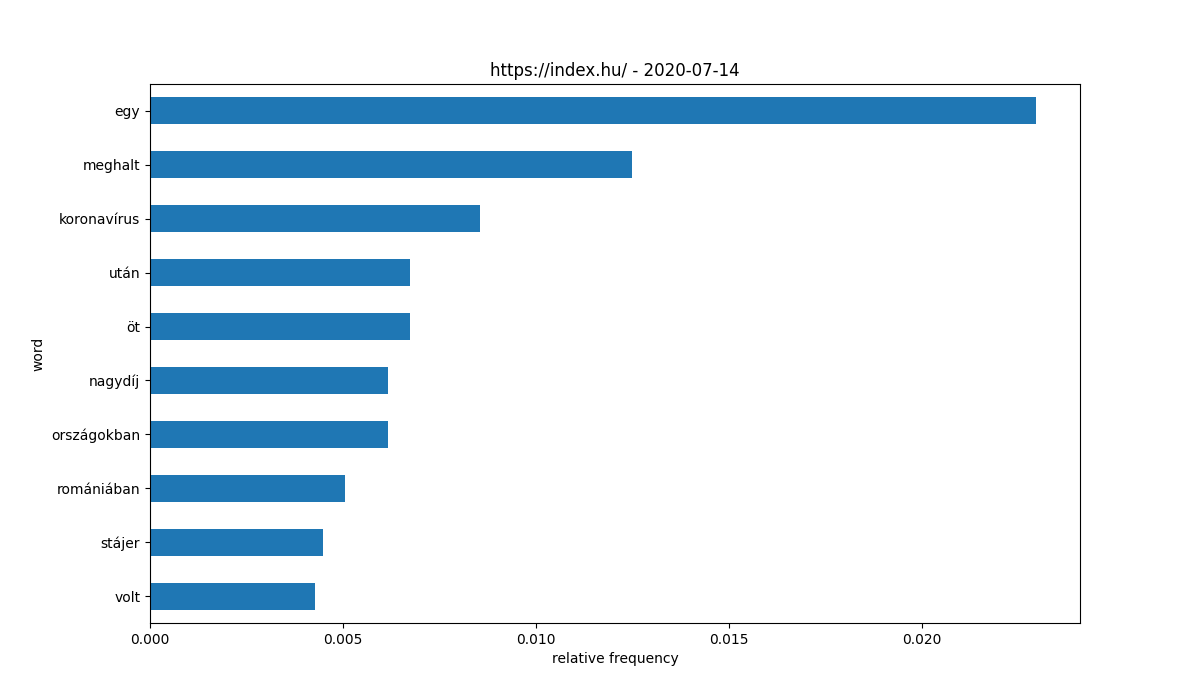 https://index.hu/ - 2020-07-14
egy
meghalt
koronavírus
után
öt
nagydíj
országokban
romániában
stájer
volt
word
0.000 0.005 0.010 0.015 0.020
relative frequency